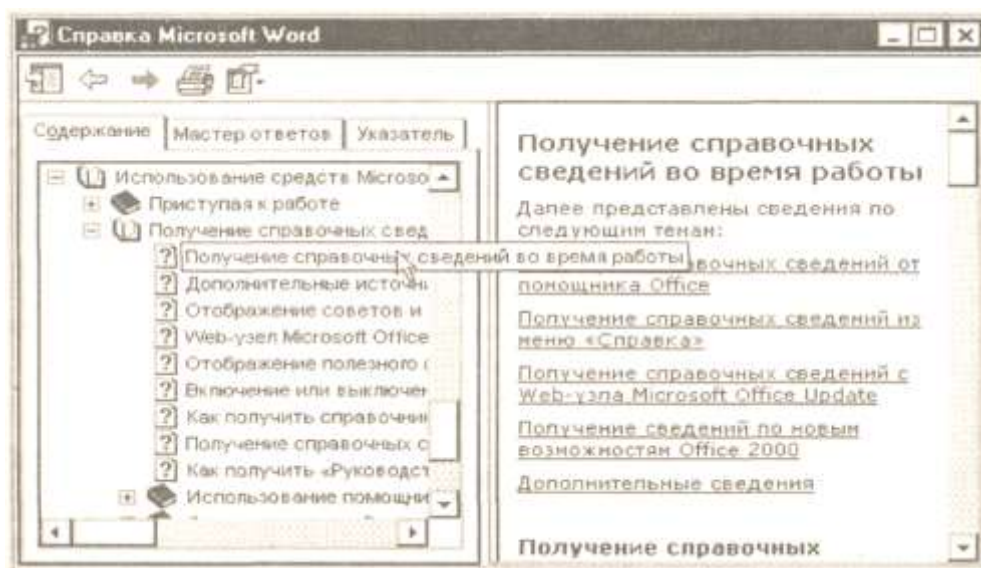 Справка Microsoft Word
Содержание
Мастер ответов
Указатель
Использование средств Microso
Приступая к работе
Получение справочных свед
Получение справочных сведений во время работы
Дополнительные источни
Отображение советов и
Web-узел Microsoft Office
Отображение полезного с
Включение или выключен
Как получить справочник
Получение справочных с
Как получить «Руководст
Использование помощни
Получение справочных
сведений во время работы
Далее представлены сведения по
следующим темам:
авочных сведений от
помощника Office
Получение справочных сведений из
меню «Справка»
Получение справочных сведений с
Web-узла Microsoft Office Update
Получение сведений по новым
возможностям Office 2000
Дополнительные сведения
Получение справочных